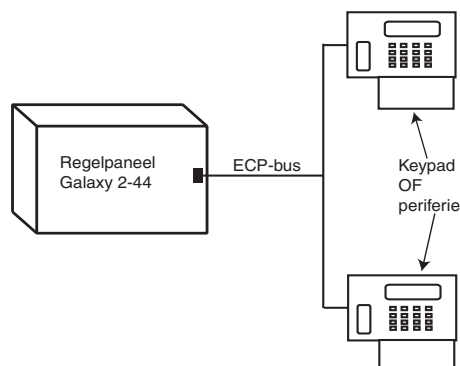 Regelpaneel
Galaxy 2-44
ECP-bus
Keypad
OF
periferie